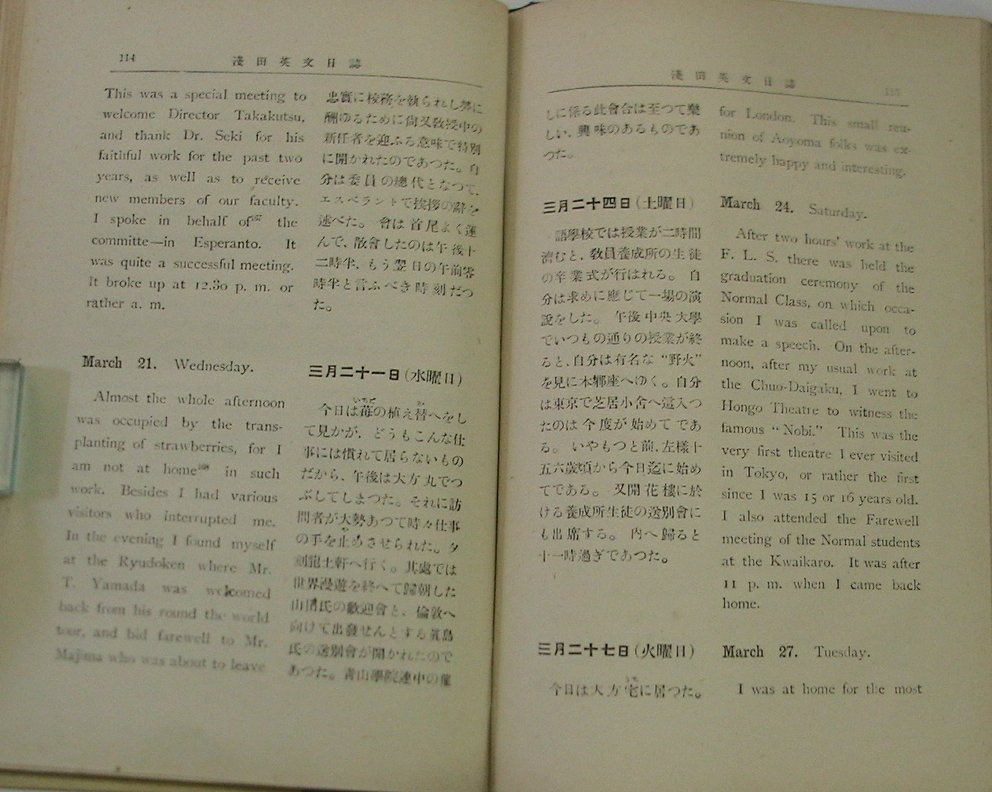 114
淺田英文日誌
This was a special meeting to
welcome Director Takakutsu,
and thank Dr. Seki for his
faithful work for the past two
years, as well as to receive
new members of our faculty.
I spoke in behalf of the
committe—in Esperanto. It
was quite a successful meeting.
It broke up at 12.30 p. m. or
rather a. m.
忠實に校務を執られし勞に
酬ゆるために尙又敎授中の
新任者を迎ふる意味で特別
に開かれたのであつた。自
分は委員の總代となつて、
エスペラントで挨拶の辭を
述べた。會は首尾よく運
んで、散會したのは午後十
二時半、もう翌日の午前零
時半と言ふべき時刻だつ
た。
March 21. Wednesday.
Almost the whole afternoon
was occupied by the trans-
planting of strawberries, for I
am not at home in such
work. Besides I had various
visitors who interrupted me.
In the evening I found myself
at the Ryudoken where Mr.
T. Yamada was welcomed
back from his round the world
tour, and bid farewell to Mr.
Majima who was about to leave
三月二十一日(水曜日)
今日は苺の植え替へをし
て見かが、どうもこんな仕
事には慣れて居らないもの
だから、午後は大方丸でつ
ぶしてしまつた。それに訪
問者が大勢あつて時々仕事
の手を止めさせられた。夕
刻龍土軒へ行く。其處では
世界漫遊を終へて歸朝した
山田氏の歡迎會と、倫敦へ
向けて出發せんとする眞島
氏の送別會が開かれたので
あつた。靑山學院連中の催
淺田英文日誌
115
しに係る此會合は至つて樂
しい、興味のあるものであ
つた。
for London. This small reu-
nion of Aoyama folks was ex-
tremely happy and interesting.
三月二十四日(土曜日)
語學校では授業が二時間
濟むと、敎員養成所の生徒
の卒業式が行はれる。自
分は求めに應じて一場の演
說をした。午後中央大學
でいつもの通りの授業が終
ると、自分は有名な“野火”
を見に本鄕座へゆく。自分
は東京で芝居小舍へ這入つ
たのは今度が始めてであ
る。いやもつと前、左樣十
五六歲頃から今日迄に始め
てである。又開花樓に於
ける養成所生徒の送別會に
も出席する。內へ歸ると
十一時過ぎであつた。
March 24. Saturday.
After two hours' work at the
F. L. S. there was held the
graduation ceremony of the
Normal Class, on which occa-
sion I was called upon to
make a speech. On the after-
noon, after my usual work at
the Chuo-Daigaku, I went to
Hongo Theatre to witness the
famous “Nobi.” This was the
very first theatre I ever visited
in Tokyo, or rather the first
since I was 15 or 16 years old.
I also attended the Farewell
meeting of the Normal students
at the Kwaikaro. It was after
11 p. m. when I came back
home.
三月二十七日(火曜日)
今日は大方宅に居つた。
March 27. Tuesday.
I was at home for the most